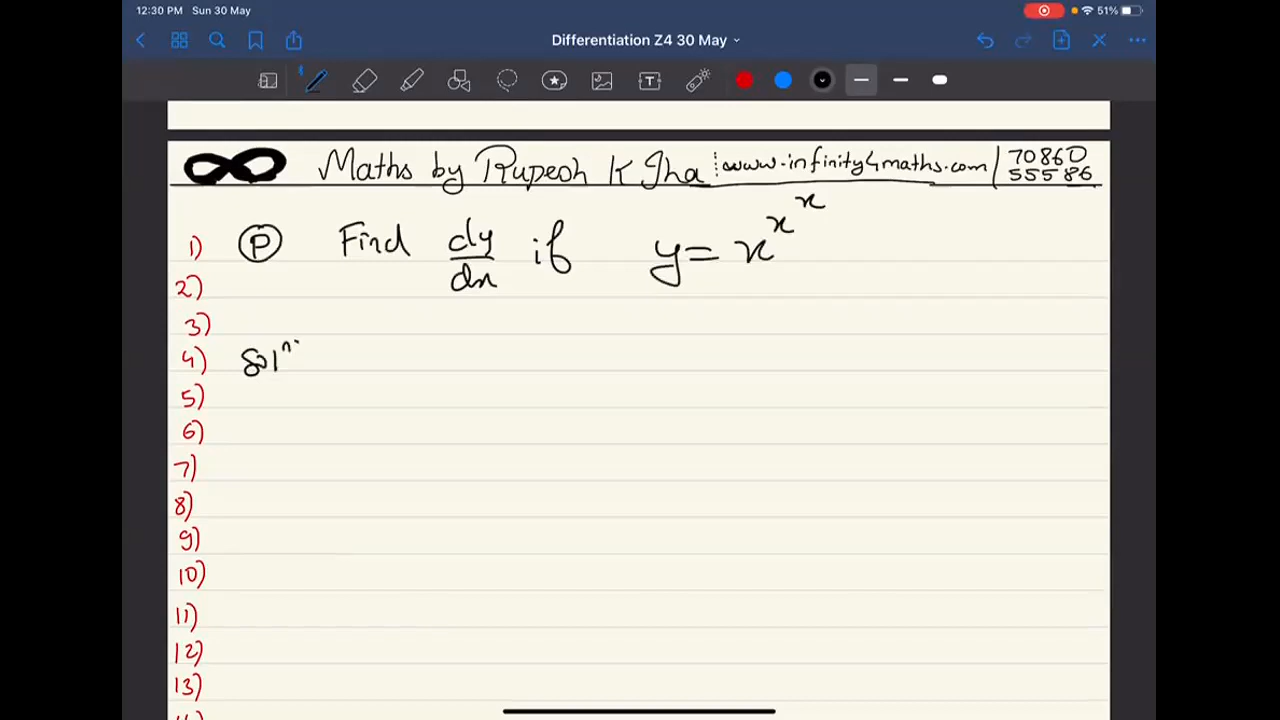 12:30 PM Sun 30 May 51%
Differentiation Z4 30 May
T
Maths by Rupesh K Jha www.infinity4maths.com 70860
55586
1) P Find dy/dx if y = x^x^x
2)
3)
4) Solⁿ.
5)
6)
7)
8)
9)
10)
11)
12)
13)